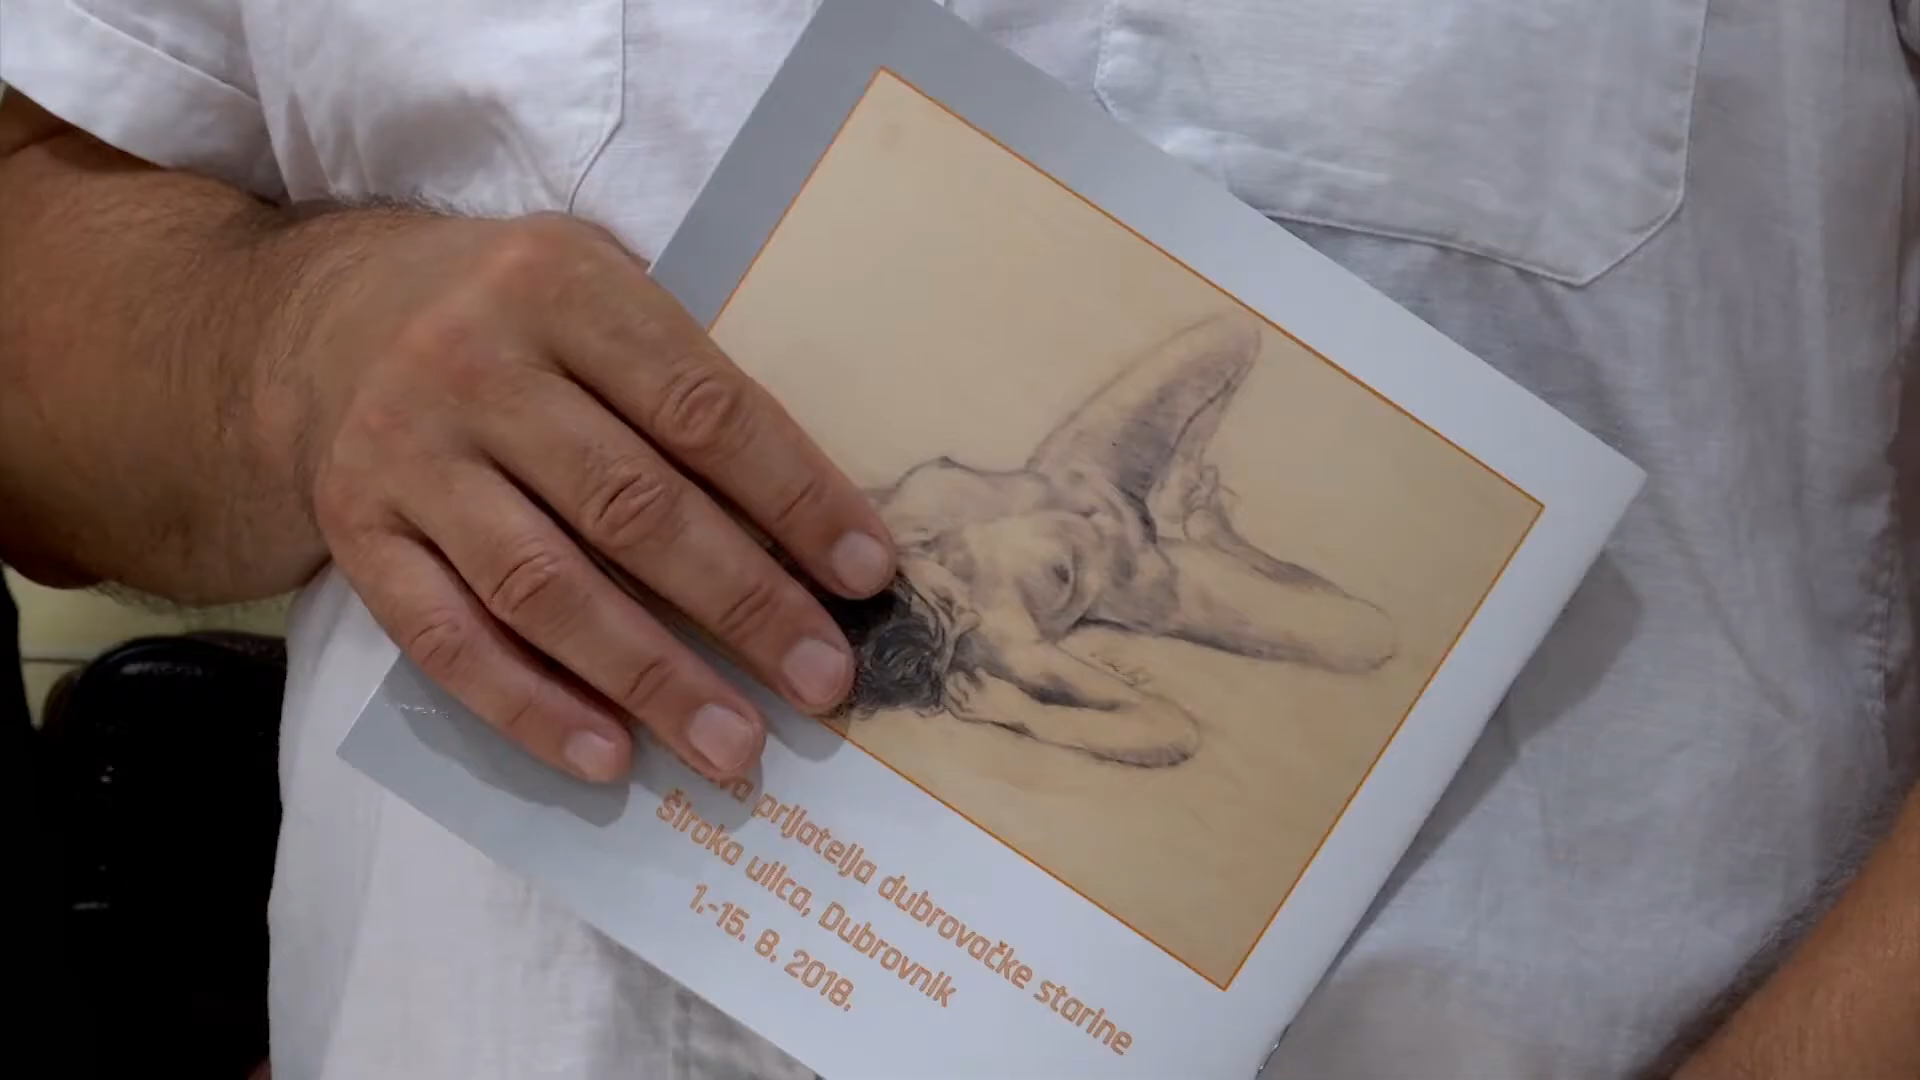 prijatelja dubrovačke starine
Široka ulica, Dubrovnik
1.-15. 8. 2018.